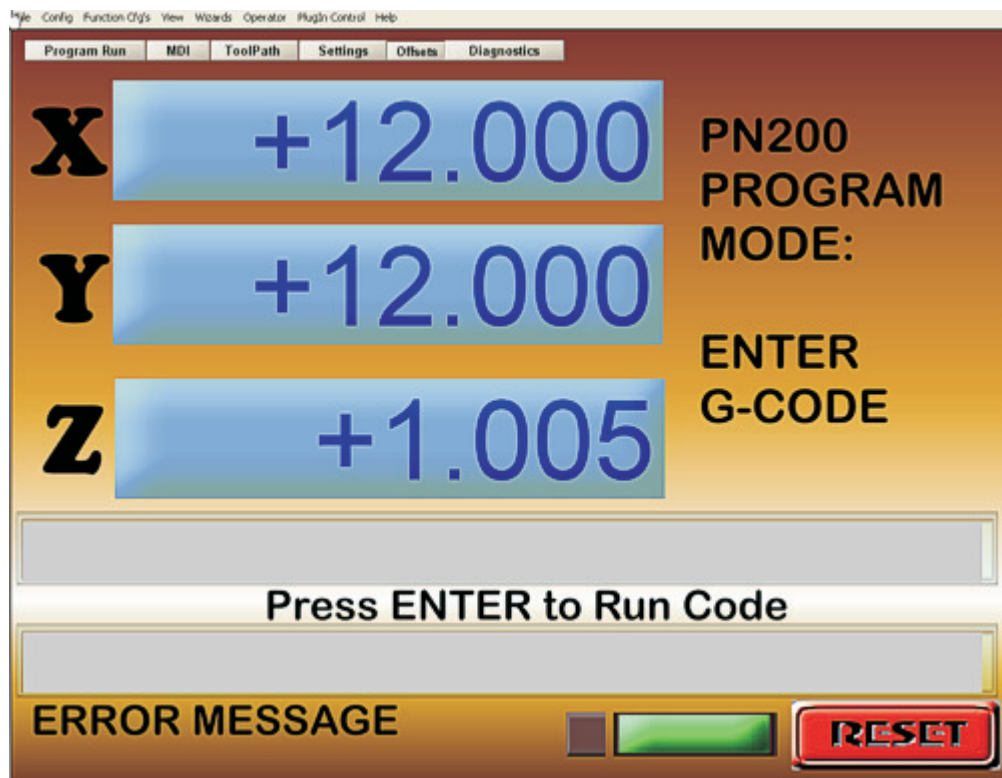 File Config Function Cfg's View Wizards Operator PlugIn Control Help
Program Run MDI ToolPath Settings Offsets Diagnostics
X +12.000
Y +12.000
Z +1.005
PN200
PROGRAM
MODE:
ENTER
G-CODE
Press ENTER to Run Code
ERROR MESSAGE
RESET